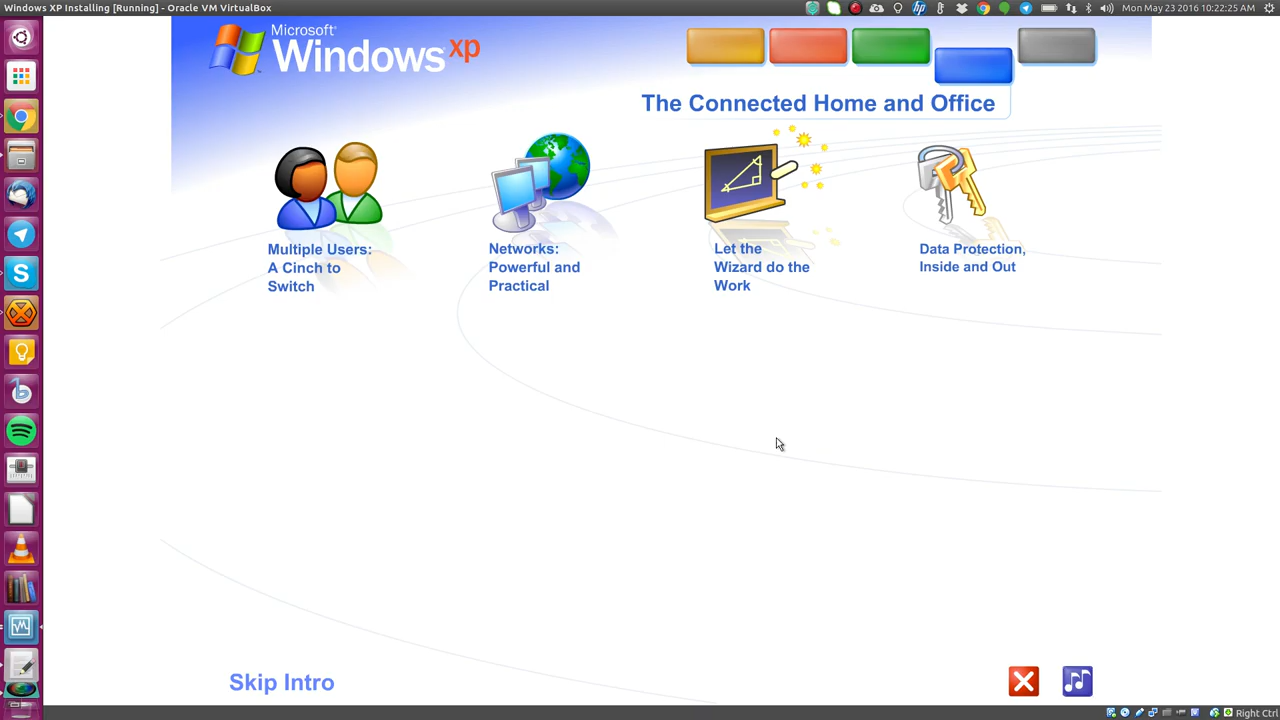 Windows XP Installing [Running] - Oracle VM VirtualBox
Mon May 23 2016 10:22:25 AM
Microsoft®
Windows xp
The Connected Home and Office
Multiple Users:
A Cinch to
Switch
Networks:
Powerful and
Practical
Let the
Wizard do the
Work
Data Protection,
Inside and Out
Skip Intro
Right Ctrl